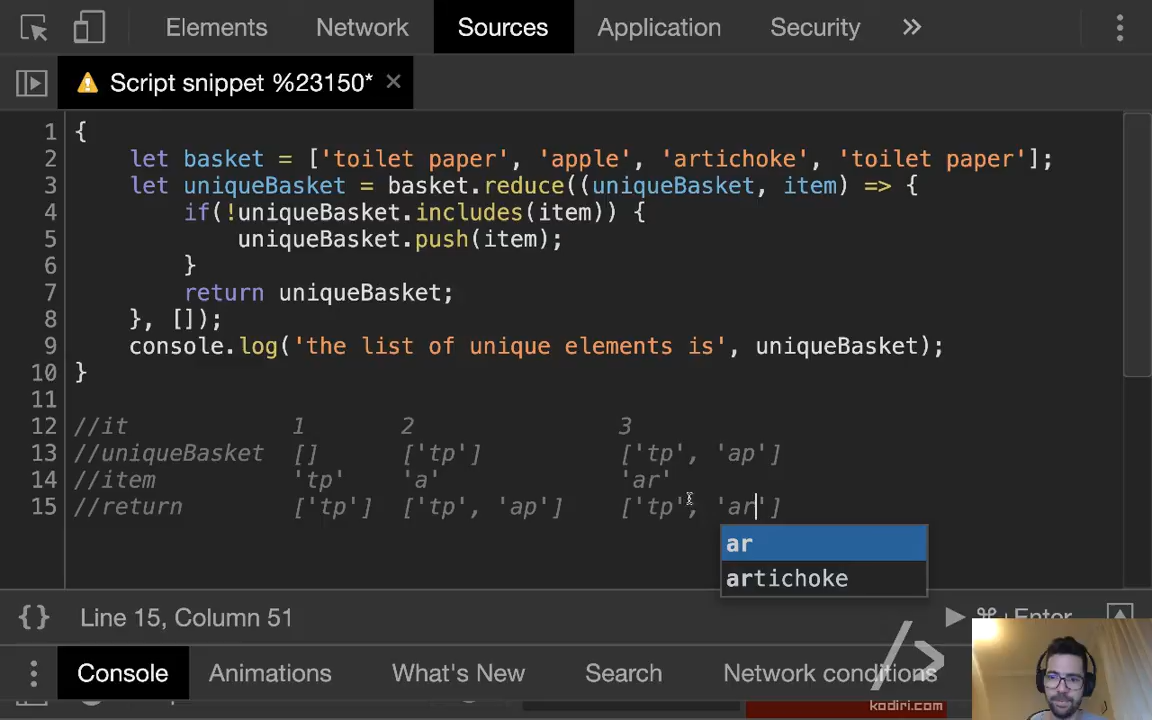 Elements Network Sources Application Security »
Script snippet %23150* ×
1 {
2 let basket = ['toilet paper', 'apple', 'artichoke', 'toilet paper'];
3 let uniqueBasket = basket.reduce((uniqueBasket, item) => {
4 if(!uniqueBasket.includes(item)) {
5 uniqueBasket.push(item);
6 }
7 return uniqueBasket;
8 }, []);
9 console.log('the list of unique elements is', uniqueBasket);
10 }
11
12 //it 1 2 3
13 //uniqueBasket [] ['tp'] ['tp', 'ap']
14 //item 'tp' 'a' 'ar'
15 //return ['tp'] ['tp', 'ap'] ['tp', 'ar']
ar
artichoke
{} Line 15, Column 51 ⌘+Enter
Console Animations What's New Search Network conditions
kodiri.com